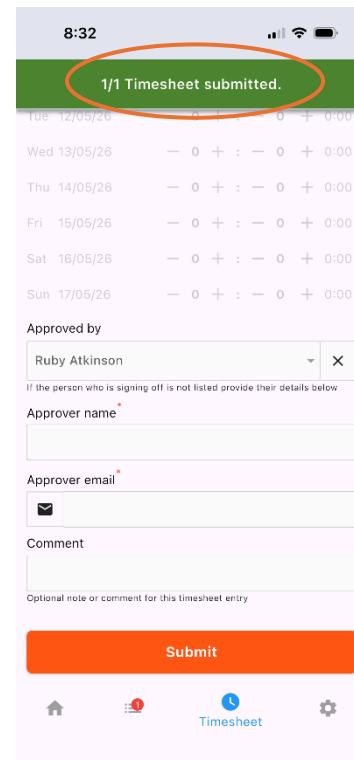 8:32
1/1 Timesheet submitted.
Tue 12/05/26 — 0 + : — 0 + 0:00
Wed 13/05/26 — 0 + : — 0 + 0:00
Thu 14/05/26 — 0 + : — 0 + 0:00
Fri 15/05/26 — 0 + : — 0 + 0:00
Sat 16/05/26 — 0 + : — 0 + 0:00
Sun 17/05/26 — 0 + : — 0 + 0:00
Approved by
Ruby Atkinson
If the person who is signing off is not listed provide their details below
Approver name*
Approver email*
Comment
Optional note or comment for this timesheet entry
Submit
1
Timesheet